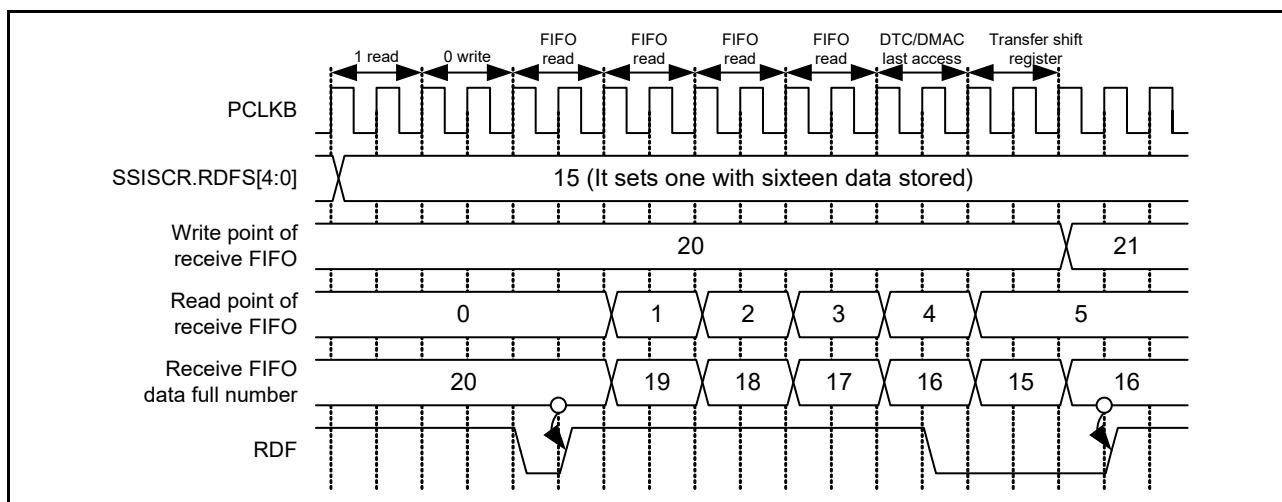 1 read
0 write
FIFO
read
FIFO
read
FIFO
read
FIFO
read
DTC/DMAC
last access
Transfer shift
register
PCLKB
SSISCR.RDFS[4:0]
15 (It sets one with sixteen data stored)
Write point of
receive FIFO
20
21
Read point of
receive FIFO
0
1
2
3
4
5
Receive FIFO
data full number
20
19
18
17
16
15
16
RDF